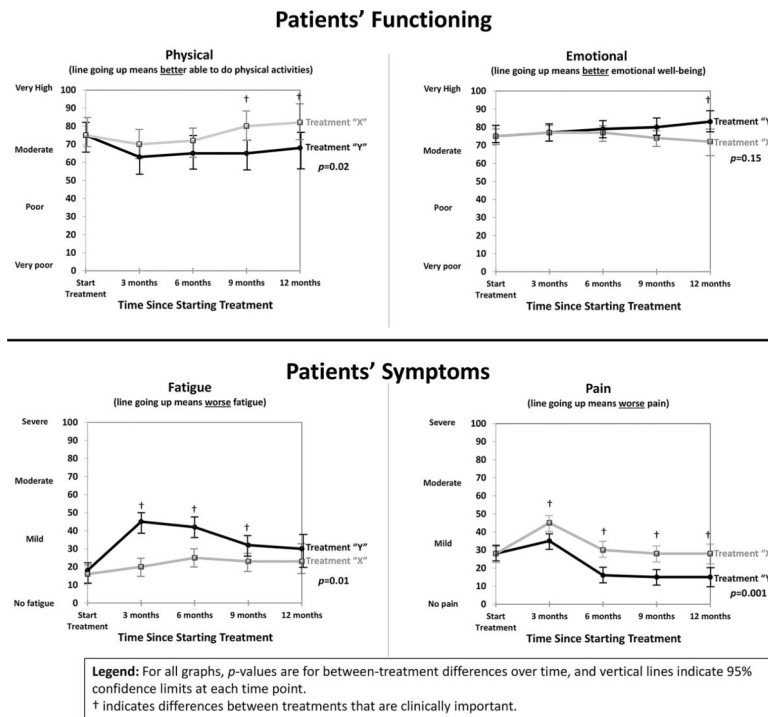 Patients' Functioning
Physical
(line going up means better able to do physical activities)
Very High
Moderate
Poor
Very poor
100
90
80
70
60
50
40
30
20
10
0
†
†
Treatment "X"
Treatment "Y"
p=0.02
Start Treatment
3 months
6 months
9 months
12 months
Time Since Starting Treatment
Emotional
(line going up means better emotional well-being)
Very High
Moderate
Poor
Very poor
100
90
80
70
60
50
40
30
20
10
0
†
Treatment "Y
Treatment "X
p=0.15
Start Treatment
3 months
6 months
9 months
12 months
Time Since Starting Treatment
Patients' Symptoms
Fatigue
(line going up means worse fatigue)
Severe
Moderate
Mild
No fatigue
100
90
80
70
60
50
40
30
20
10
0
†
†
†
Treatment "Y"
Treatment "X"
p=0.01
Start Treatment
3 months
6 months
9 months
12 months
Time Since Starting Treatment
Pain
(line going up means worse pain)
Severe
Moderate
Mild
No pain
100
90
80
70
60
50
40
30
20
10
0
†
†
†
†
Treatment "X
Treatment "Y
p=0.001
Start Treatment
3 months
6 months
9 months
12 months
Time Since Starting Treatment
Legend: For all graphs, p-values are for between-treatment differences over time, and vertical lines indicate 95%
confidence limits at each time point.
† indicates differences between treatments that are clinically important.